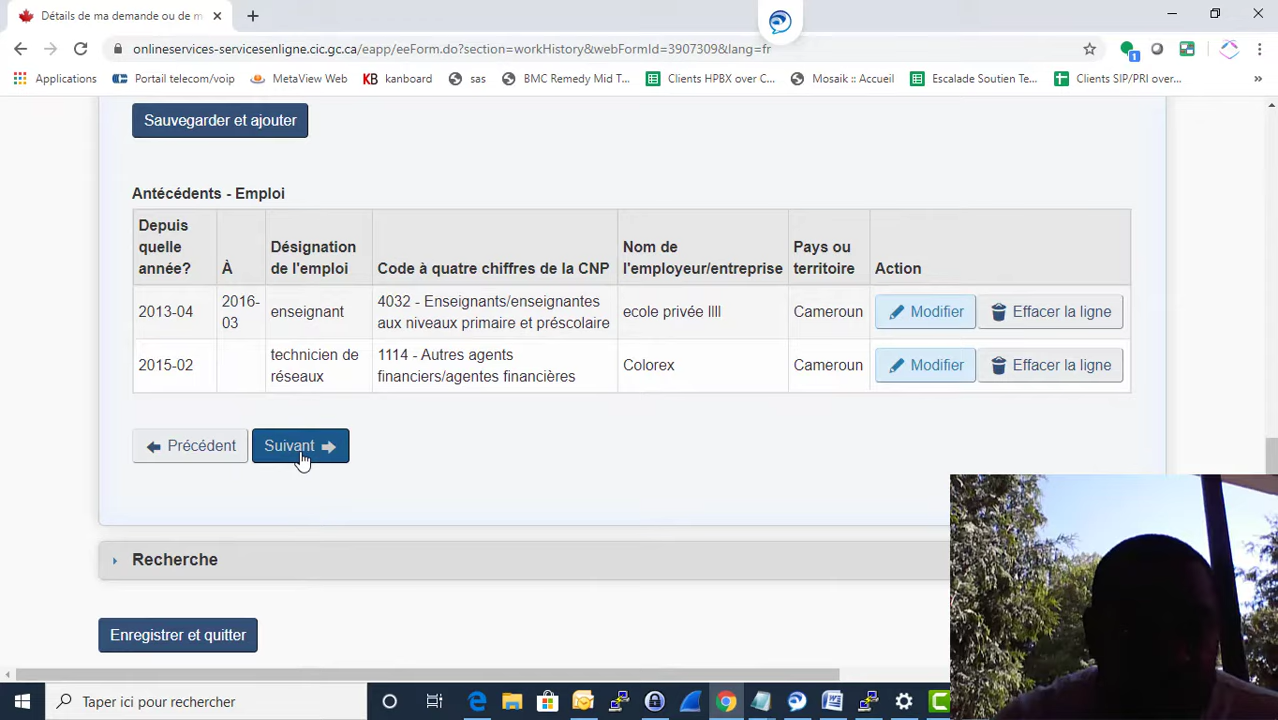 Détails de ma demande ou de m
onlineservices-servicesenligne.cic.gc.ca/eapp/eeForm.do?section=workHistory&webFormId=3907309&lang=fr
1
Applications Portail telecom/voip MetaView Web KB kanboard sas BMC Remedy Mid T... Clients HPBX over C... Mosaik :: Accueil Escalade Soutien Te... Clients SIP/PRI over...
Sauvegarder et ajouter
Antécédents - Emploi
Depuis
quelle
année?
À
Désignation
de l'emploi
Code à quatre chiffres de la CNP
Nom de
l'employeur/entreprise
Pays ou
territoire
Action
2013-04
2016-
03
enseignant
4032 - Enseignants/enseignantes
aux niveaux primaire et préscolaire
ecole privée llll
Cameroun
Modifier
Effacer la ligne
2015-02
technicien de
réseaux
1114 - Autres agents
financiers/agentes financières
Colorex
Cameroun
Modifier
Effacer la ligne
Précédent
Suivant
Recherche
Enregistrer et quitter
Taper ici pour rechercher